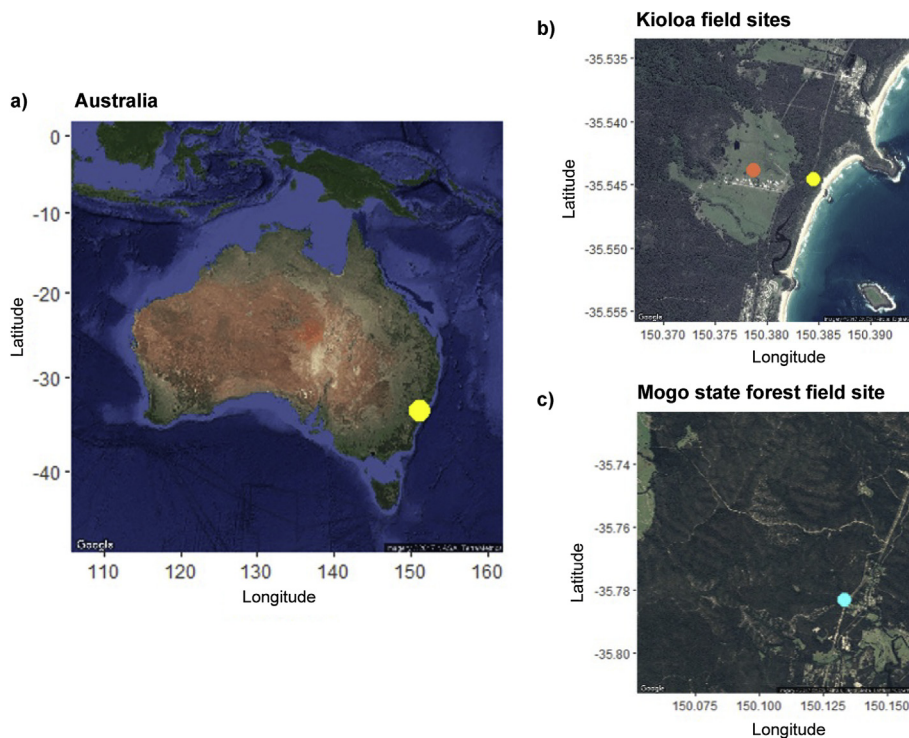 a) Australia
0
-10
-20
-30
-40
Latitude
110 120 130 140 150 160
Longitude
Google
b) Kioloa field sites
-35.535
-35.540
-35.545
-35.550
-35.555
Latitude
150.370 150.375 150.380 150.385 150.390
Longitude
Google
c) Mogo state forest field site
-35.74
-35.76
-35.78
-35.80
Latitude
150.075 150.100 150.125 150.150
Longitude
Google